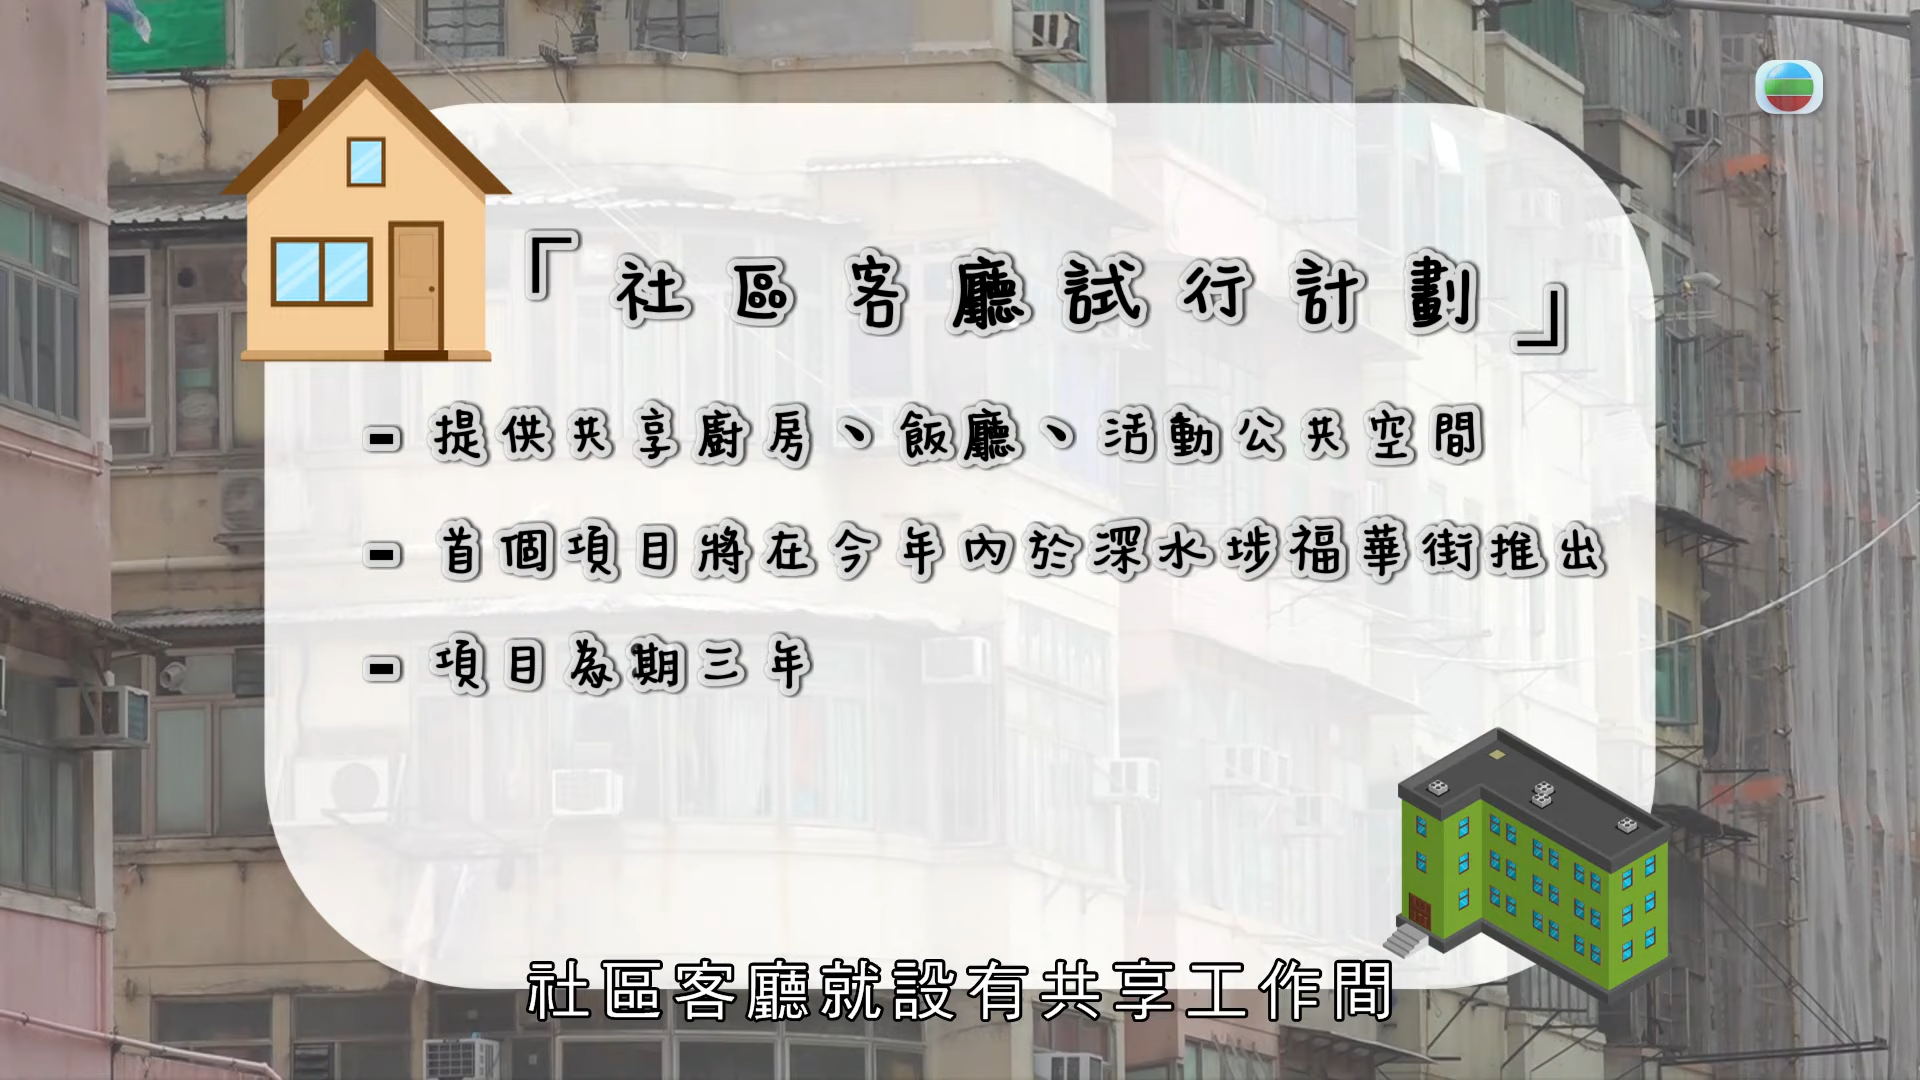 「社區客廳試行計劃」
- 提供共享廚房、飯廳、活動公共空間
- 首個項目將在今年內於深水埗福華街推出
- 項目為期三年
社區客廳就設有共享工作間